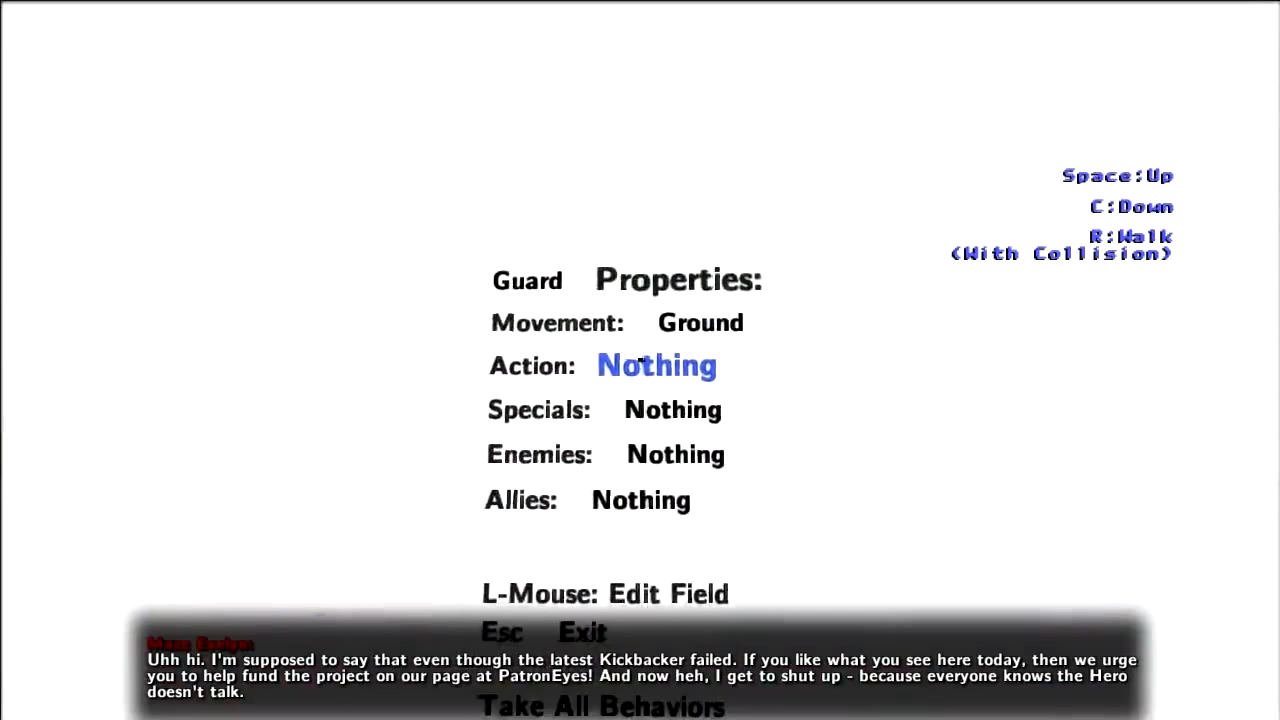 Space:Up
C:Down
R:Walk
(With Collision)
Guard Properties:
Movement: Ground
Action: Nothing
Specials: Nothing
Enemies: Nothing
Allies: Nothing
L-Mouse: Edit Field
Esc Exit
Uhh hi. I'm supposed to say that even though the latest Kickbacker failed. If you like what you see here today, then we urge
you to help fund the project on our page at PatronEyes! And now heh, I get to shut up - because everyone knows the Hero
doesn't talk.
Take All Behaviors